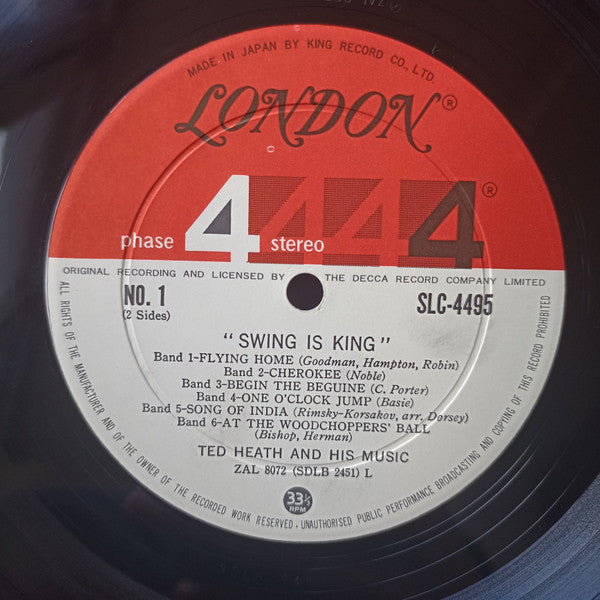 MADE IN JAPAN BY KING RECORD CO., LTD.
LONDON®
phase 4 stereo 4444®
ORIGINAL RECORDING AND LICENSED BY THE DECCA RECORD COMPANY LIMITED
NO. 1
(2 Sides)
SLC-4495
"SWING IS KING"
Band 1-FLYING HOME (Goodman, Hampton, Robin)
Band 2-CHEROKEE (Noble)
Band 3-BEGIN THE BEGUINE (C. Porter)
Band 4-ONE O'CLOCK JUMP (Basie)
Band 5-SONG OF INDIA (Rimsky-Korsakov, arr. Dorsey)
Band 6-AT THE WOODCHOPPERS' BALL
(Bishop, Herman)
TED HEATH AND HIS MUSIC
ZAL 8072 (SDLB 2451) L
33⅓
RPM
ALL RIGHTS OF THE MANUFACTURER AND OF THE OWNER OF THE RECORDED WORK RESERVED, UNAUTHORISED PUBLIC PERFORMANCE BROADCASTING AND COPYING OF THIS RECORD PROHIBITED